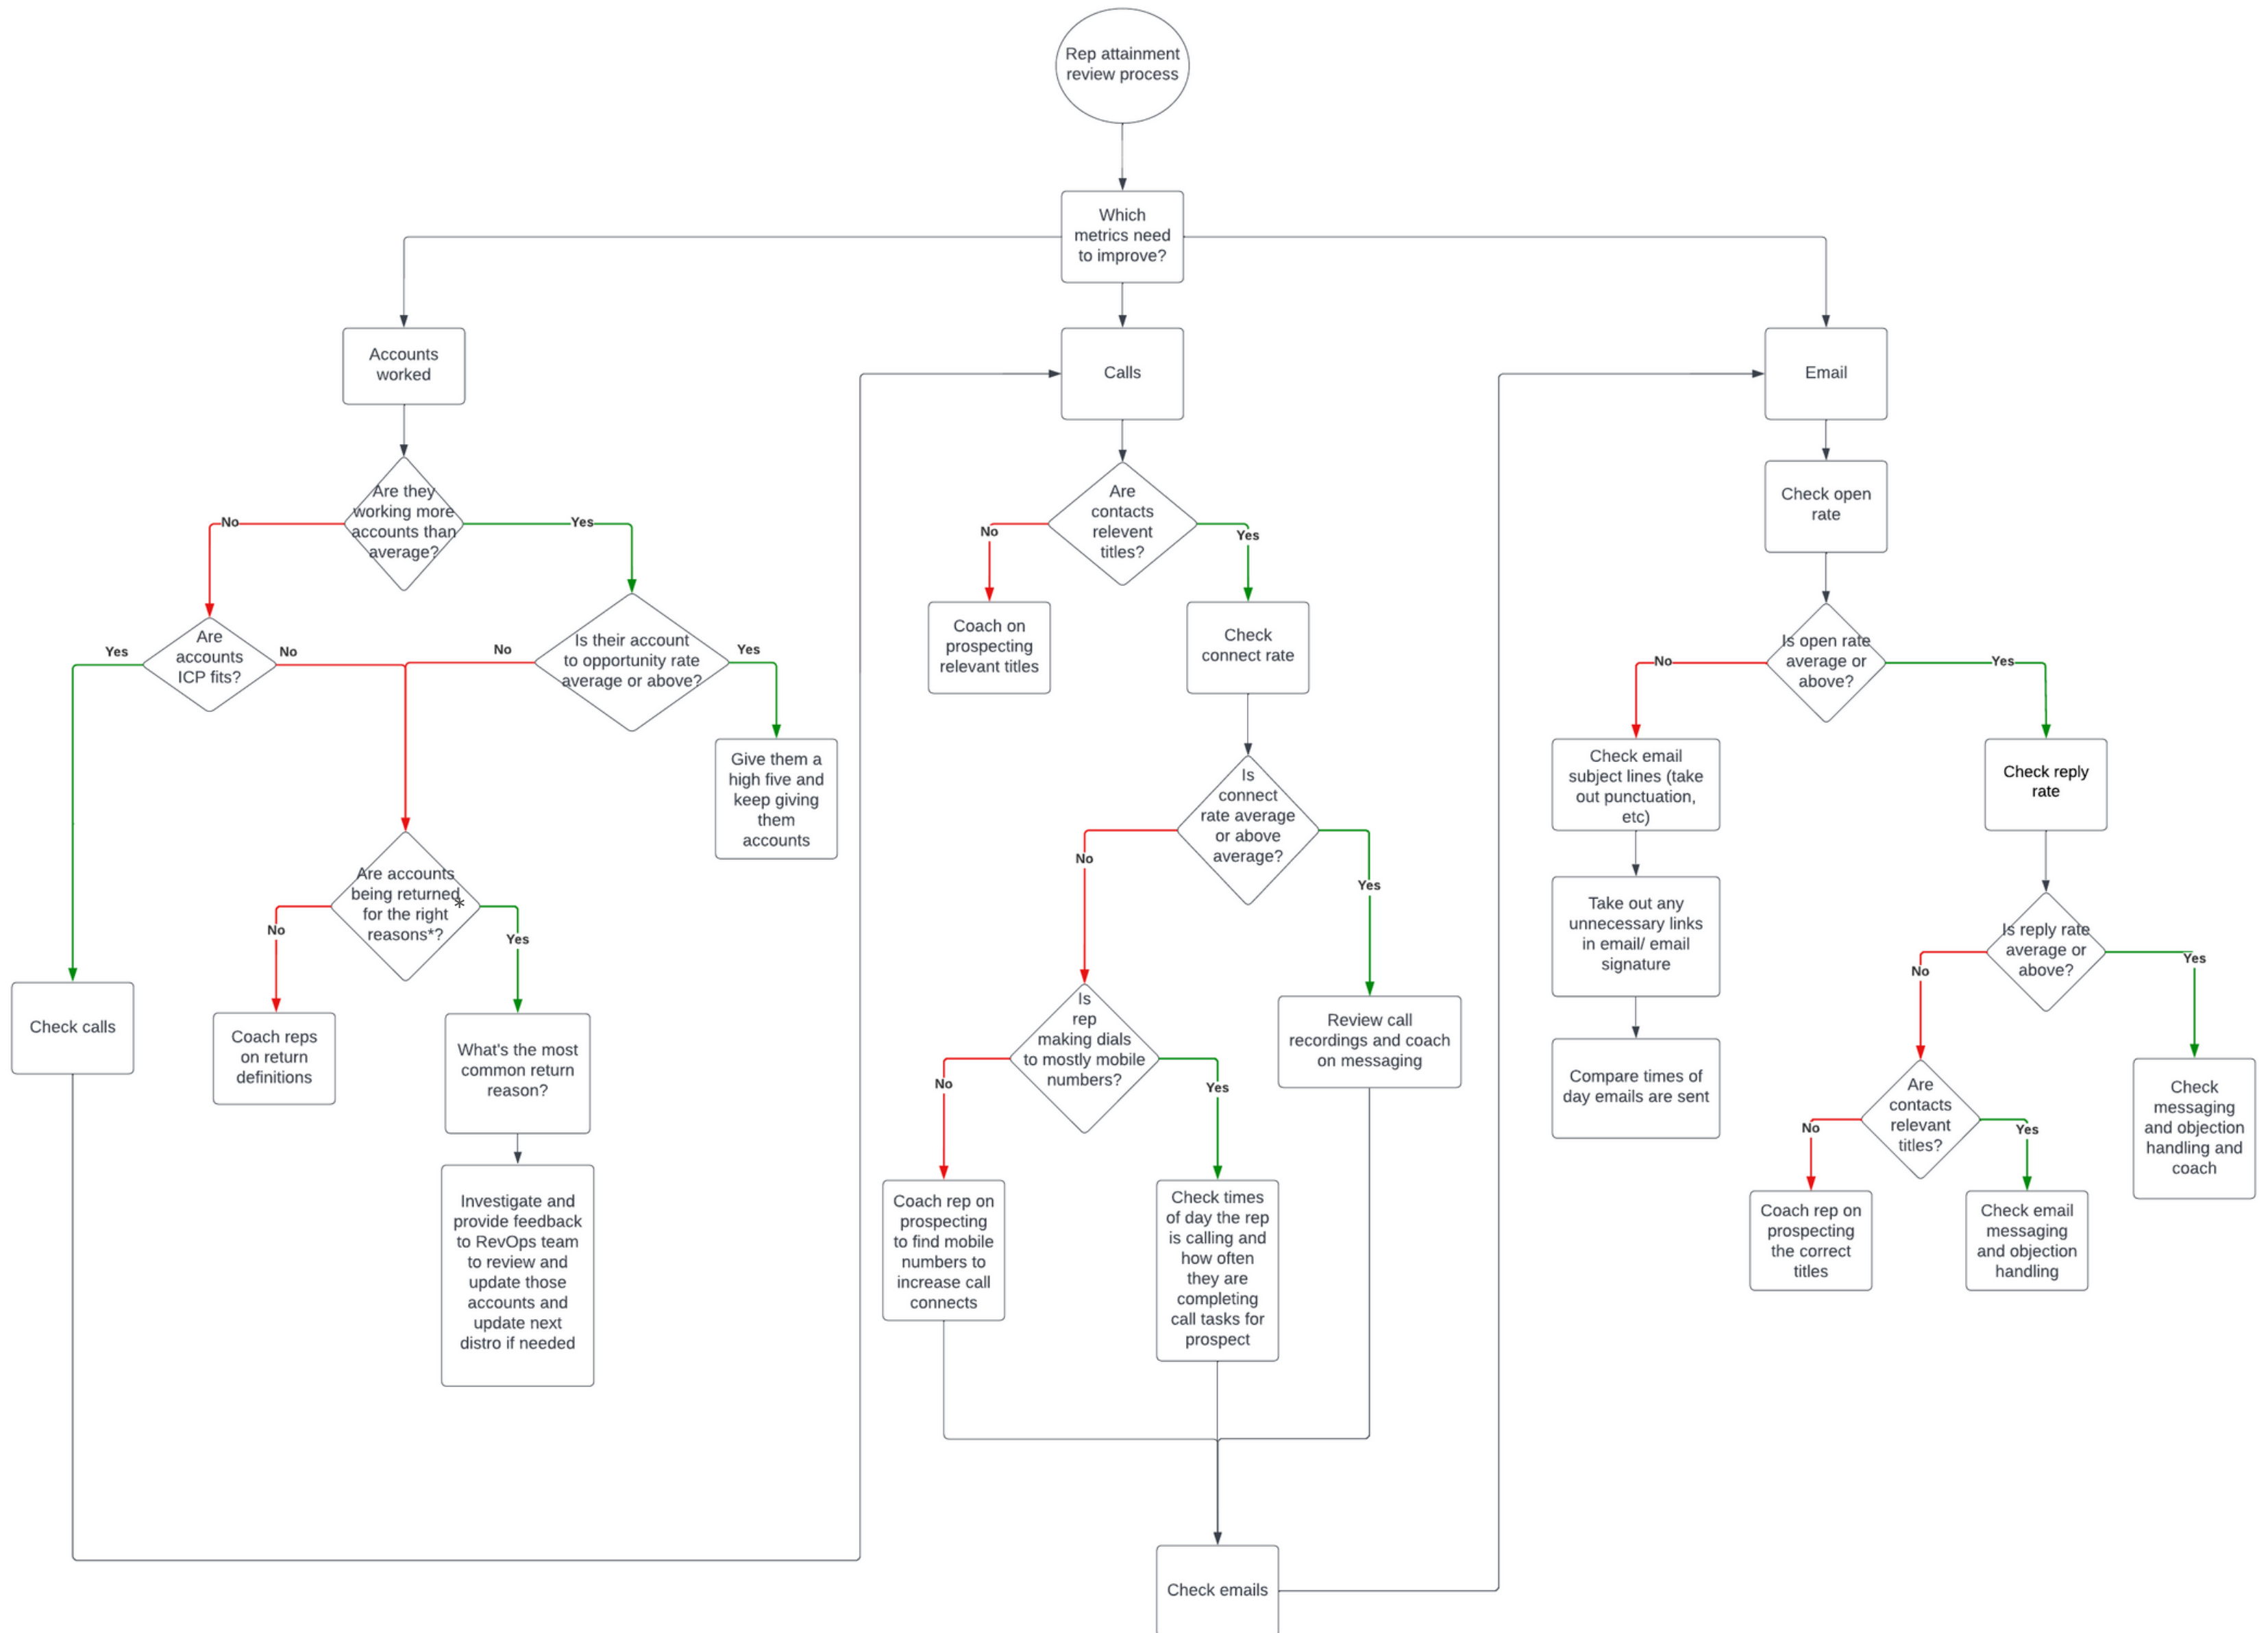 Rep attainment
review process
Which
metrics need
to improve?
Accounts
worked
Calls
Email
Are they
working more
accounts than
average?
No
Yes
Are
accounts
ICP fits?
Yes
No
Is their account
to opportunity rate
average or above?
No
Yes
Give them a
high five and
keep giving
them
accounts
Are accounts
being returned
for the right
reasons*?
*
No
Yes
Check calls
Coach reps
on return
definitions
What's the most
common return
reason?
Investigate and
provide feedback
to RevOps team
to review and
update those
accounts and
update next
distro if needed
Are
contacts
relevent
titles?
No
Yes
Coach on
prospecting
relevant titles
Check
connect rate
Is
connect
rate average
or above
average?
No
Yes
Is
rep
making dials
to mostly mobile
numbers?
No
Yes
Review call
recordings and coach
on messaging
Coach rep on
prospecting
to find mobile
numbers to
increase call
connects
Check times
of day the rep
is calling and
how often
they are
completing
call tasks for
prospect
Check emails
Check open
rate
Is open rate
average or
above?
No
Yes
Check email
subject lines (take
out punctuation,
etc)
Take out any
unnecessary links
in email/ email
signature
Compare times of
day emails are sent
Check reply
rate
Is reply rate
average or
above?
No
Yes
Are
contacts
relevant
titles?
No
Yes
Coach rep on
prospecting
the correct
titles
Check email
messaging
and objection
handling
Check
messaging
and objection
handling and
coach